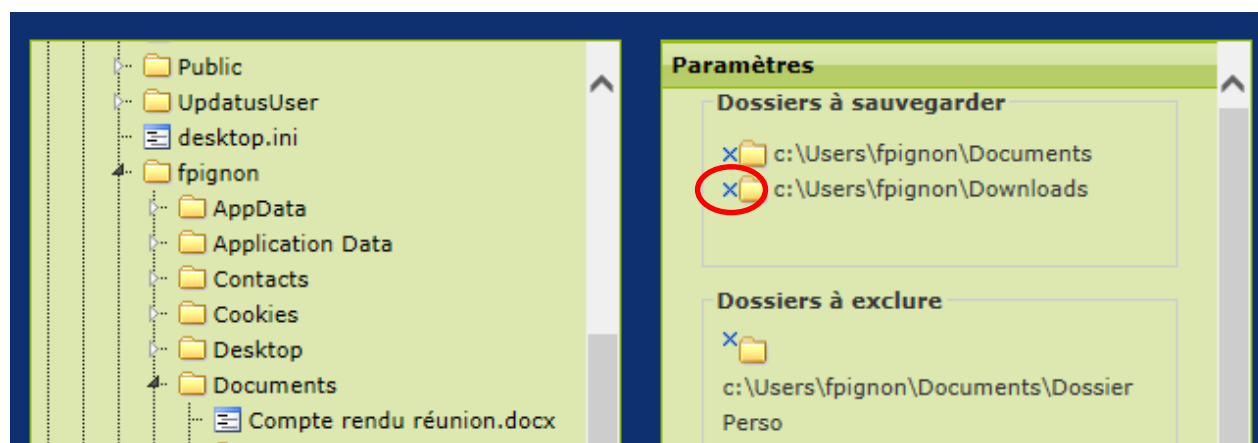 Public
UpdatusUser
desktop.ini
fpignon
AppData
Application Data
Contacts
Cookies
Desktop
Documents
Compte rendu réunion.docx
Paramètres
Dossiers à sauvegarder
c:\Users\fpignon\Documents
c:\Users\fpignon\Downloads
Dossiers à exclure
c:\Users\fpignon\Documents\Dossier
Perso